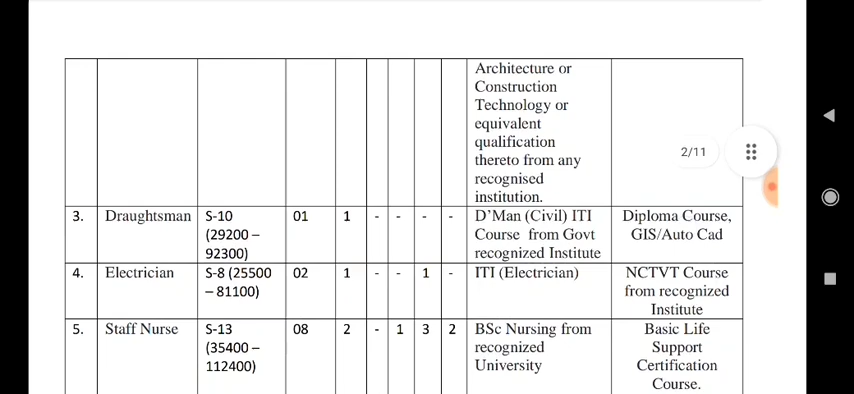 Architecture or
Construction
Technology or
equivalent
qualification
thereto from any
recognised
institution.
2/11
3. Draughtsman S-10 01 1 - - - - D'Man (Civil) ITI Diploma Course,
(29200 – Course from Govt GIS/Auto Cad
92300) recognized Institute
4. Electrician S-8 (25500 02 1 - - 1 - ITI (Electrician) NCTVT Course
– 81100) from recognized
Institute
5. Staff Nurse S-13 08 2 - 1 3 2 BSc Nursing from Basic Life
(35400 – recognized Support
112400) University Certification
Course.